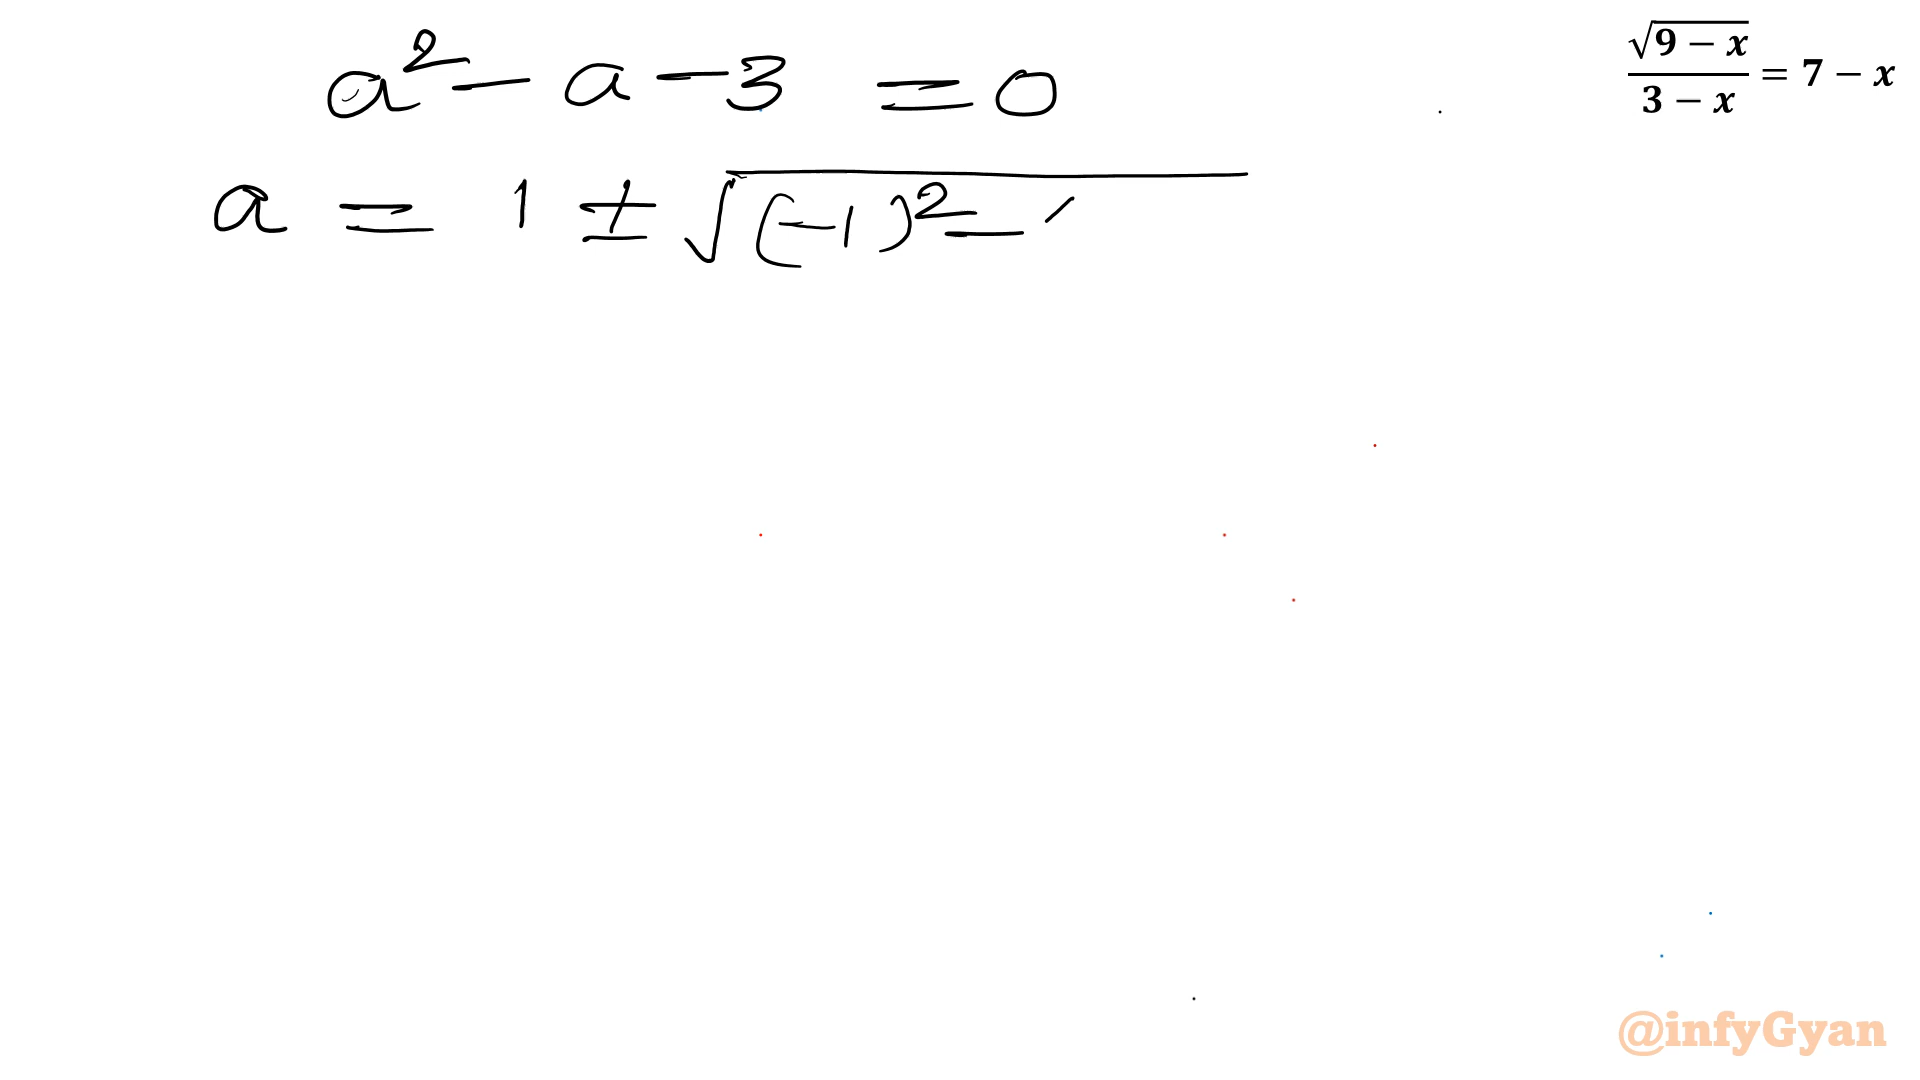 a² - a - 3 = 0
√(9 − x) / (3 − x) = 7 − x
a = 1 ± √((-1)² -
@infyGyan